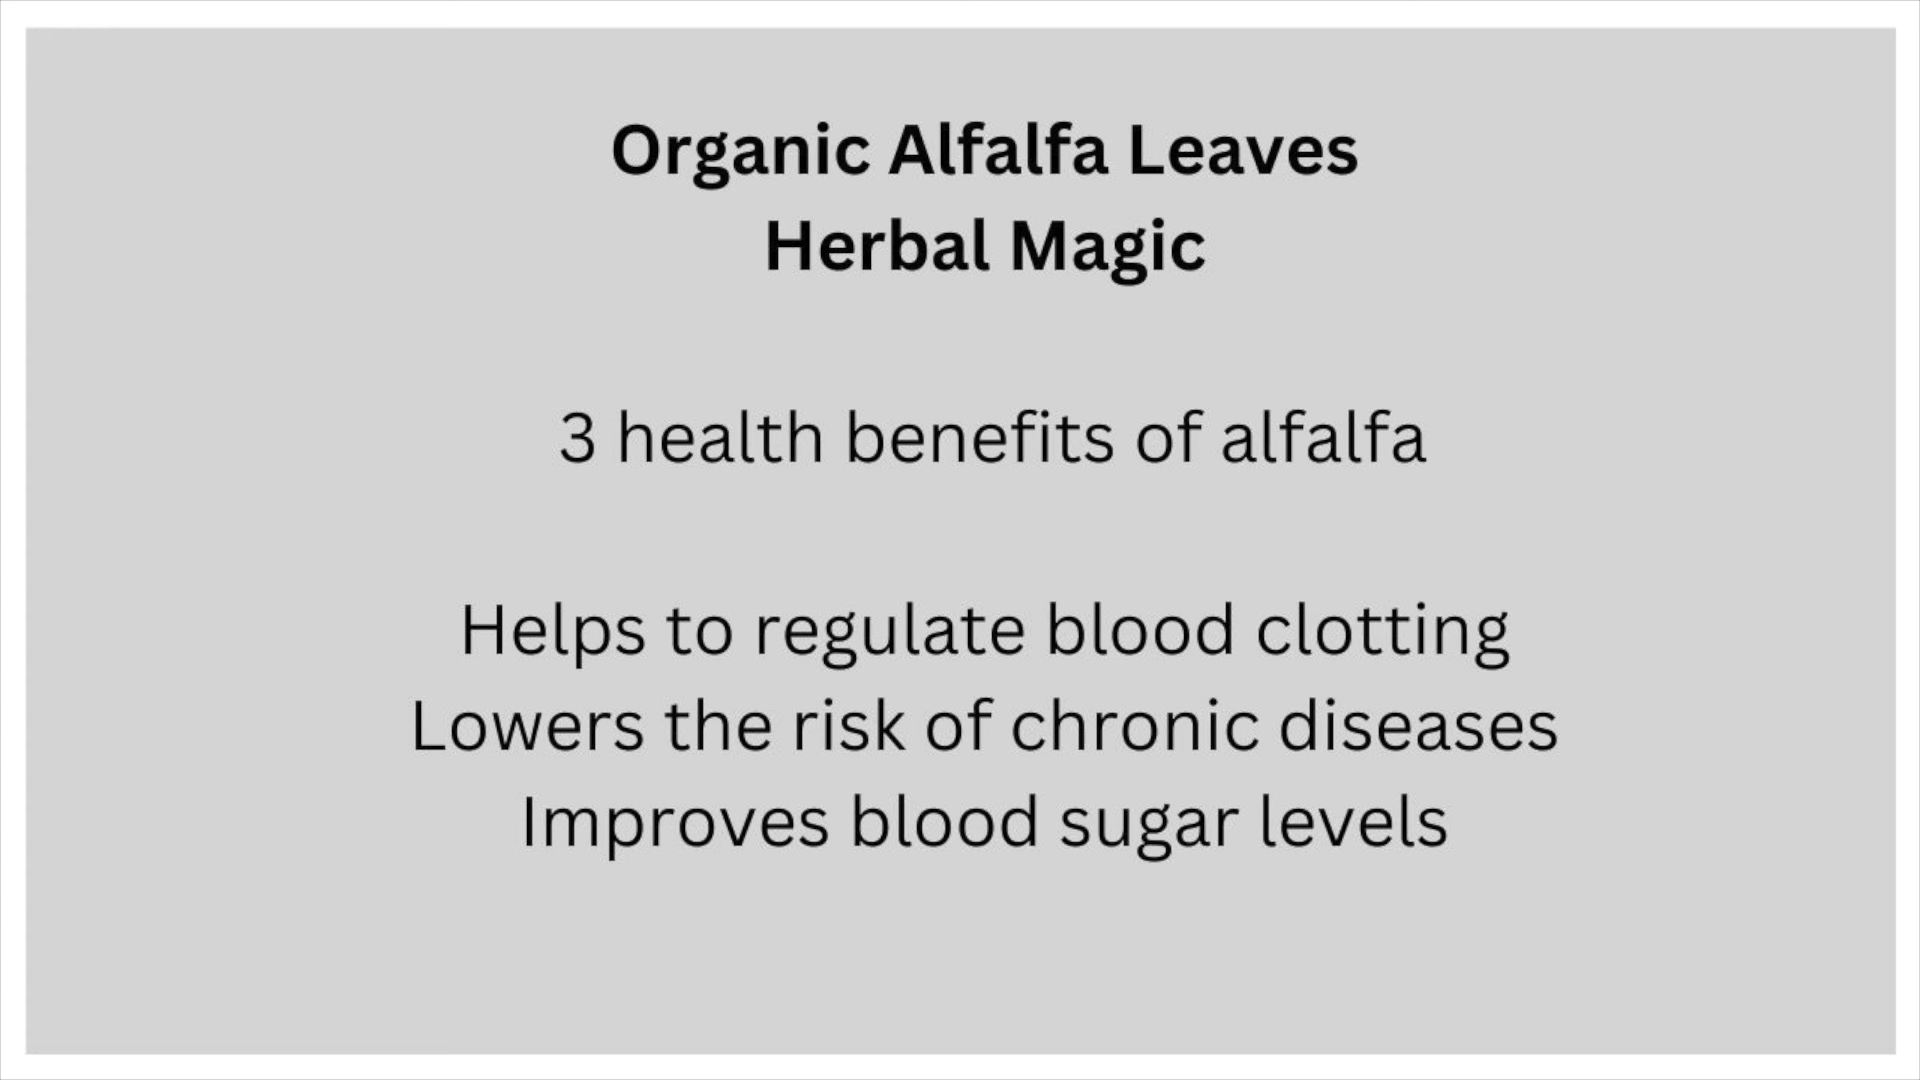 Organic Alfalfa Leaves
Herbal Magic
3 health benefits of alfalfa
Helps to regulate blood clotting
Lowers the risk of chronic diseases
Improves blood sugar levels